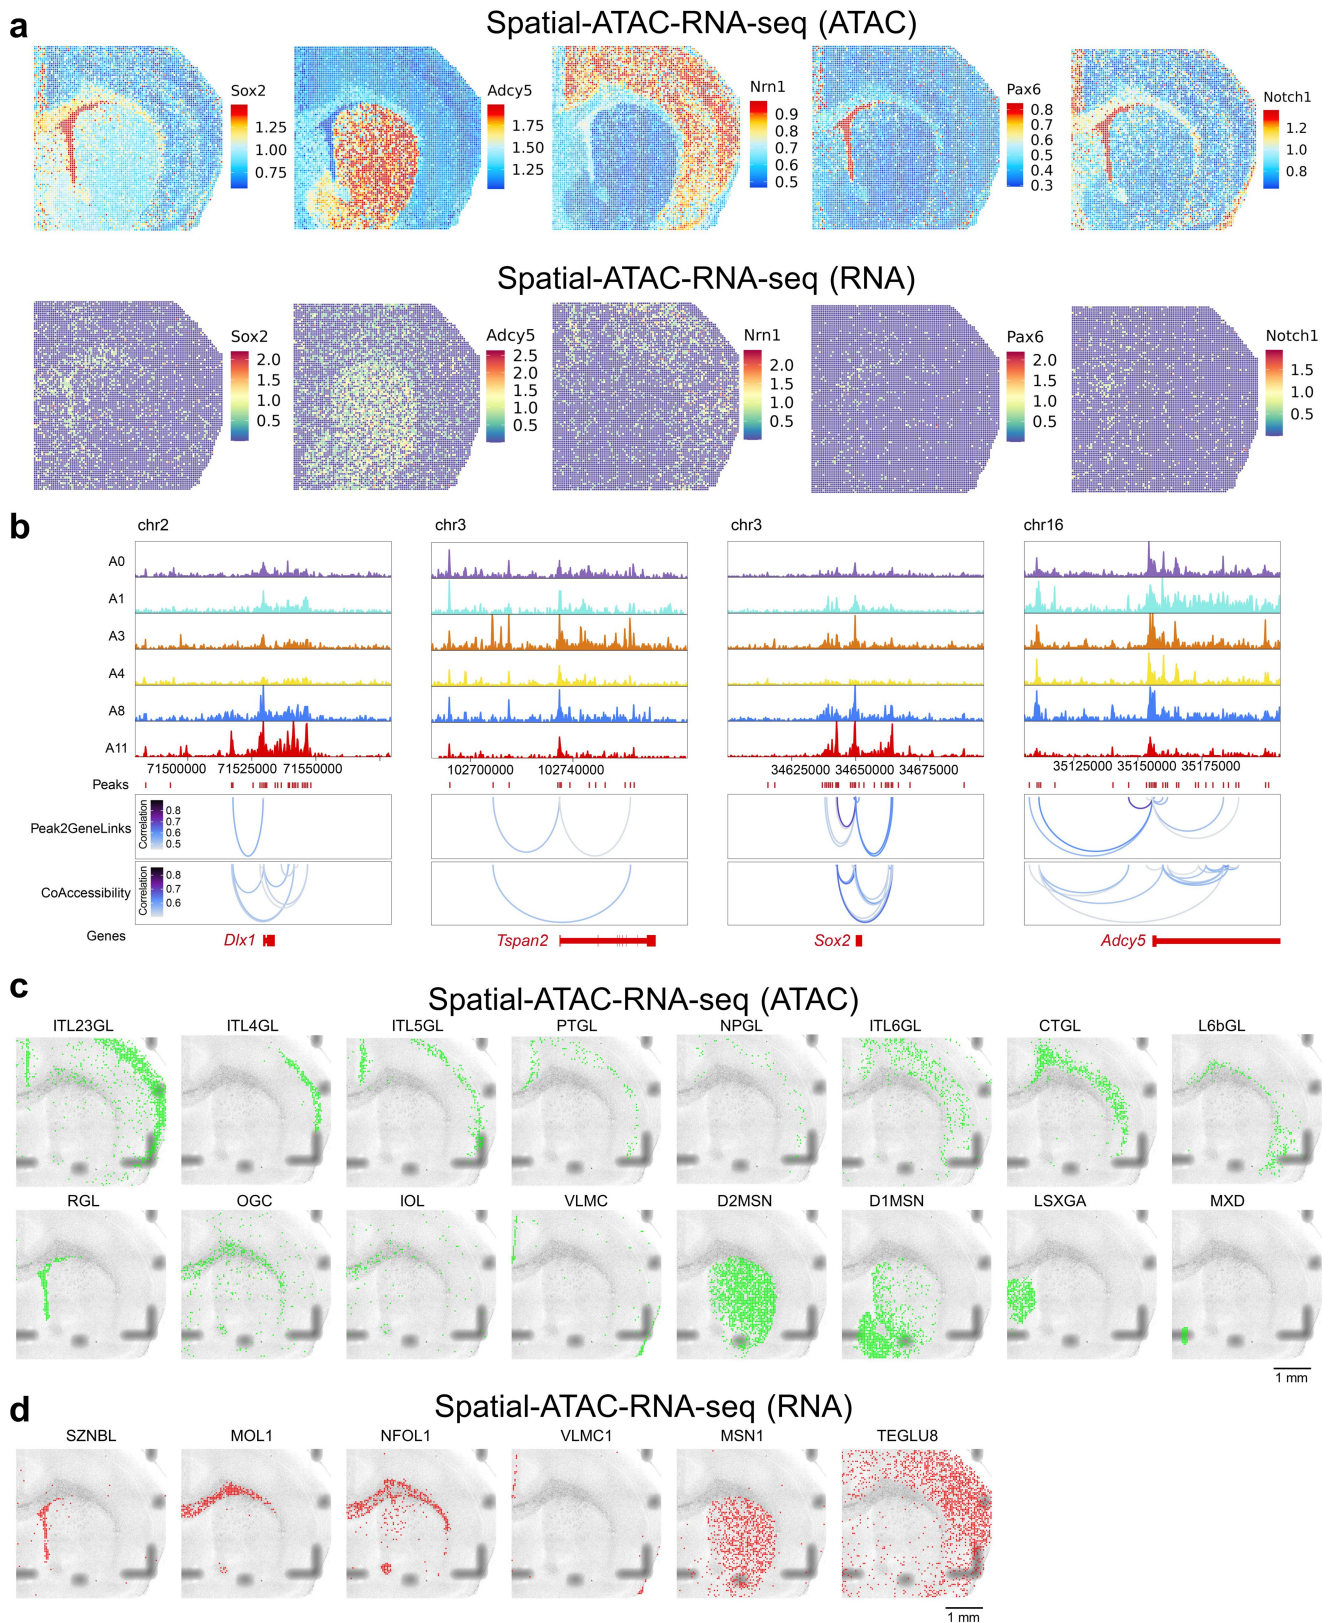 a
Spatial-ATAC-RNA-seq (ATAC)
Sox2
1.25
1.00
0.75
Adcy5
1.75
1.50
1.25
Nrn1
0.9
0.8
0.7
0.6
0.5
Pax6
0.8
0.7
0.6
0.5
0.4
0.3
Notch1
1.2
1.0
0.8
Spatial-ATAC-RNA-seq (RNA)
Sox2
2.0
1.5
1.0
0.5
Adcy5
2.5
2.0
1.5
1.0
0.5
Nrn1
2.0
1.5
1.0
0.5
Pax6
2.0
1.5
1.0
0.5
Notch1
1.5
1.0
0.5
b
chr2 chr3 chr3 chr16
A0
A1
A3
A4
A8
A11
71500000 71525000 71550000 102700000 102740000 34625000 34650000 34675000 35125000 35150000 35175000
Peaks
Peak2GeneLinks
Correlation
0.8
0.7
0.6
0.5
CoAccessibility
Correlation
0.8
0.7
0.6
Genes
Dlx1 Tspan2 Sox2 Adcy5
c
Spatial-ATAC-RNA-seq (ATAC)
ITL23GL ITL4GL ITL5GL PTGL NPGL ITL6GL CTGL L6bGL
RGL OGC IOL VLMC D2MSN D1MSN LSXGA MXD
1 mm
d
Spatial-ATAC-RNA-seq (RNA)
SZNBL MOL1 NFOL1 VLMC1 MSN1 TEGLU8
1 mm